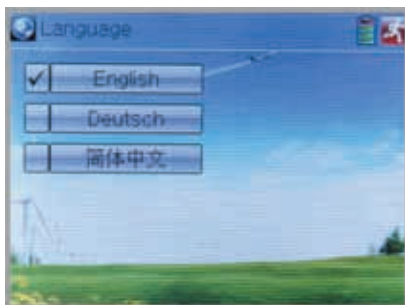 Language
English
Deutsch
简体中文